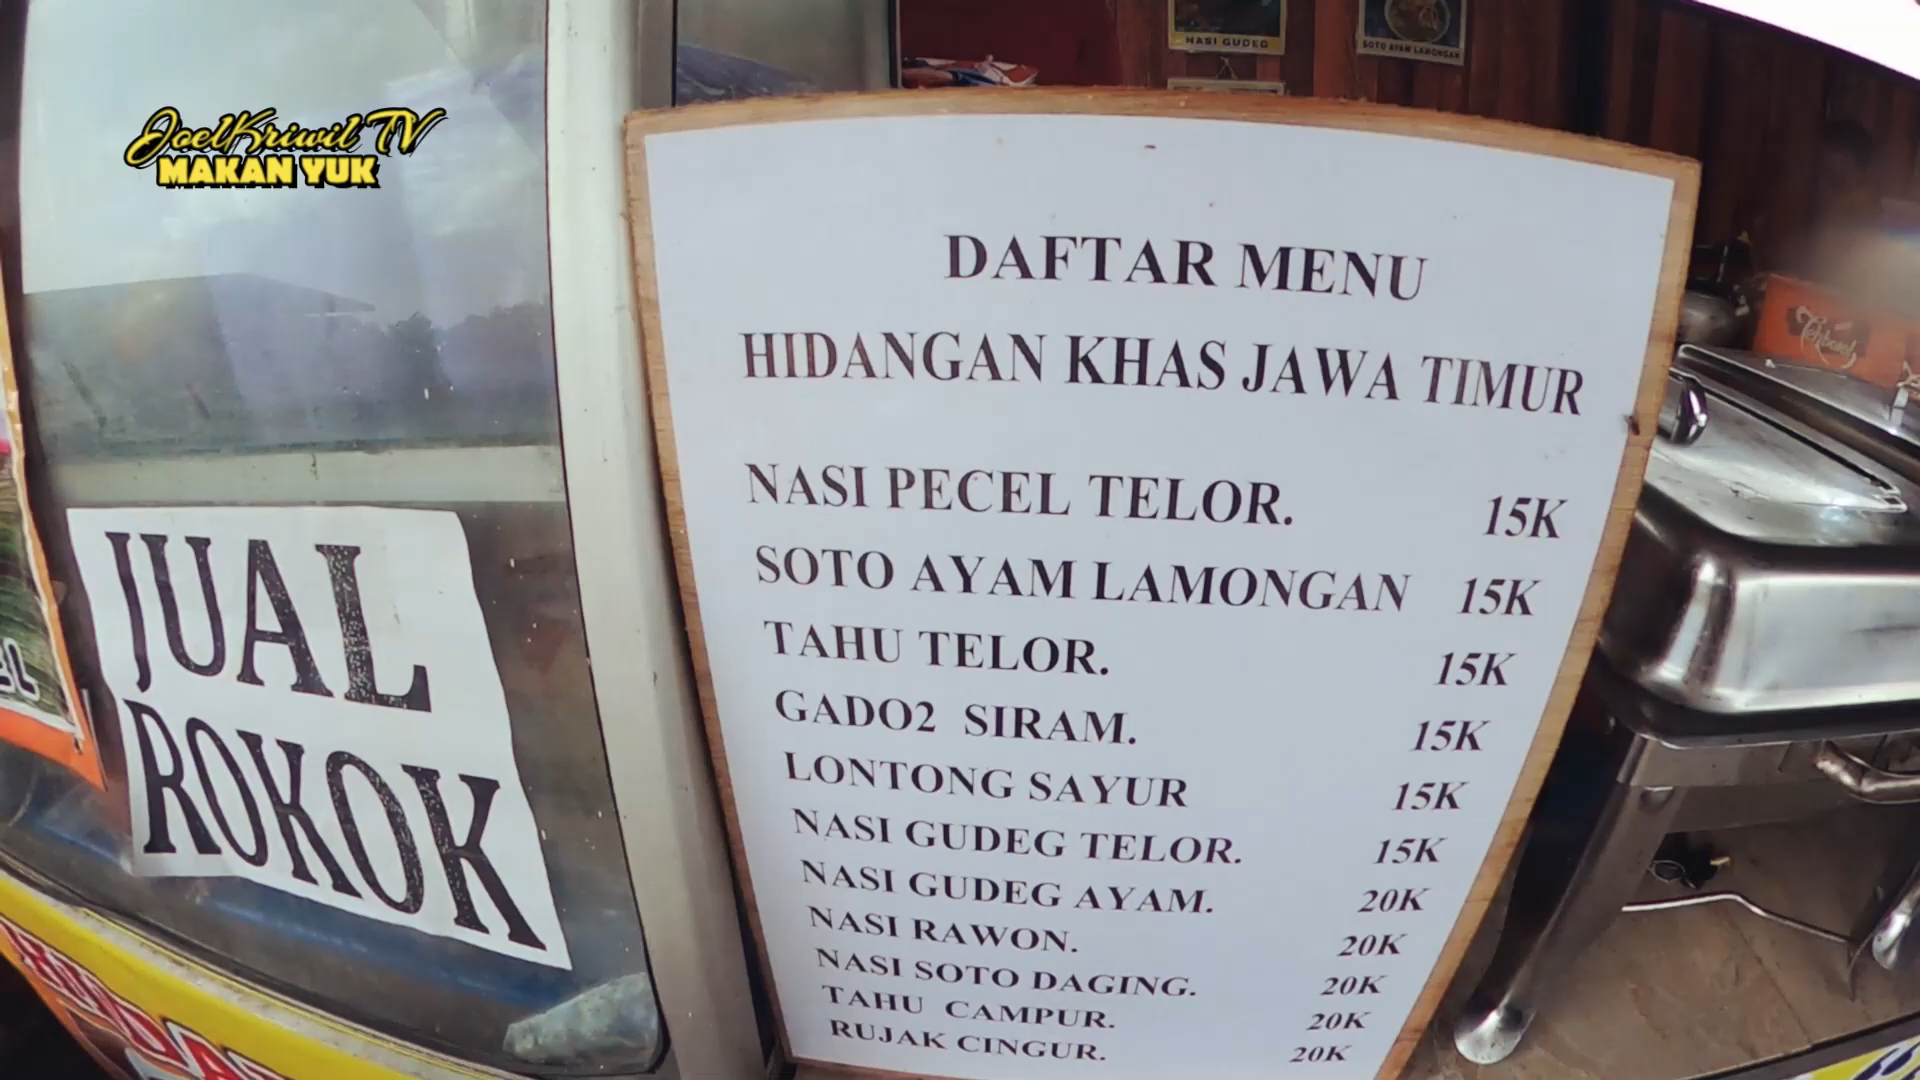 NASI GUDEG
SOTO AYAM LAMONGAN
JoelKriwil TV
MAKAN YUK
DAFTAR MENU
HIDANGAN KHAS JAWA TIMUR
NASI PECEL TELOR. 15K
SOTO AYAM LAMONGAN 15K
TAHU TELOR. 15K
GADO2 SIRAM. 15K
LONTONG SAYUR 15K
NASI GUDEG TELOR. 15K
NASI GUDEG AYAM. 20K
NASI RAWON. 20K
NASI SOTO DAGING. 20K
TAHU CAMPUR. 20K
RUJAK CINGUR. 20K
JUAL
ROKOK
Tehbotol